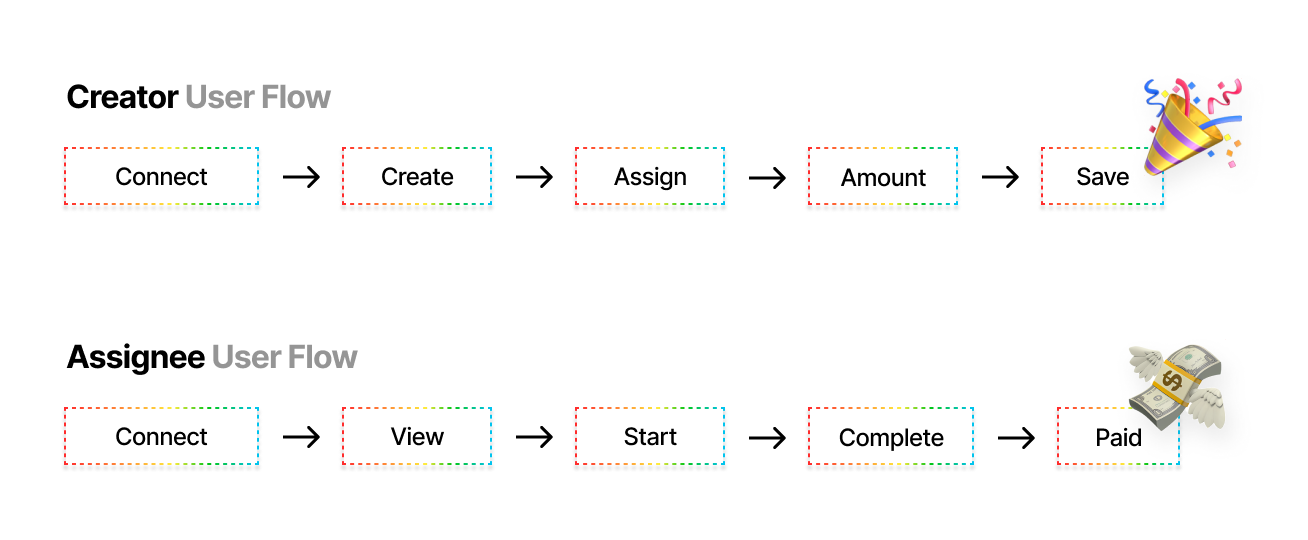 Creator User Flow
Connect → Create → Assign → Amount → Save
Assignee User Flow
Connect → View → Start → Complete → Paid